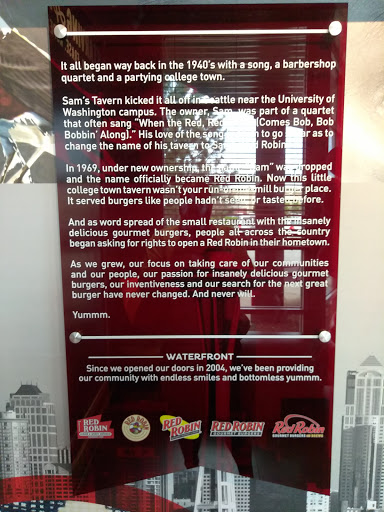 It all began way back in the 1940's with a song, a barbershop
quartet and a partying college town.
Sam's Tavern kicked it all off in Seattle near the University of
Washington campus. The owner, Sam, was part of a quartet
that often sang "When the Red, Red Robin (Comes Bob, Bob
Bobbin' Along)." His love of the song him to go so far as to
change the name of his tavern to Sam's Red Robin.
In 1969, under new ownership, the name "Sam" was dropped
and the name officially became Red Robin. Now this little
college town tavern wasn't your run-of-the-mill burger place.
It served burgers like people hadn't seen or tasted before.
And as word spread of the small restaurant with the insanely
delicious gourmet burgers, people all across the country
began asking for rights to open a Red Robin in their hometown.
As we grew, our focus on taking care of our communities
and our people, our passion for insanely delicious gourmet
burgers, our inventiveness and our search for the next great
burger have never changed. And never will.
Yummm.
WATERFRONT
Since we opened our doors in 2004, we've been providing
our community with endless smiles and bottomless yummm.
RED ROBIN RED ROBIN RED ROBIN GOURMET BURGERS Red Robin